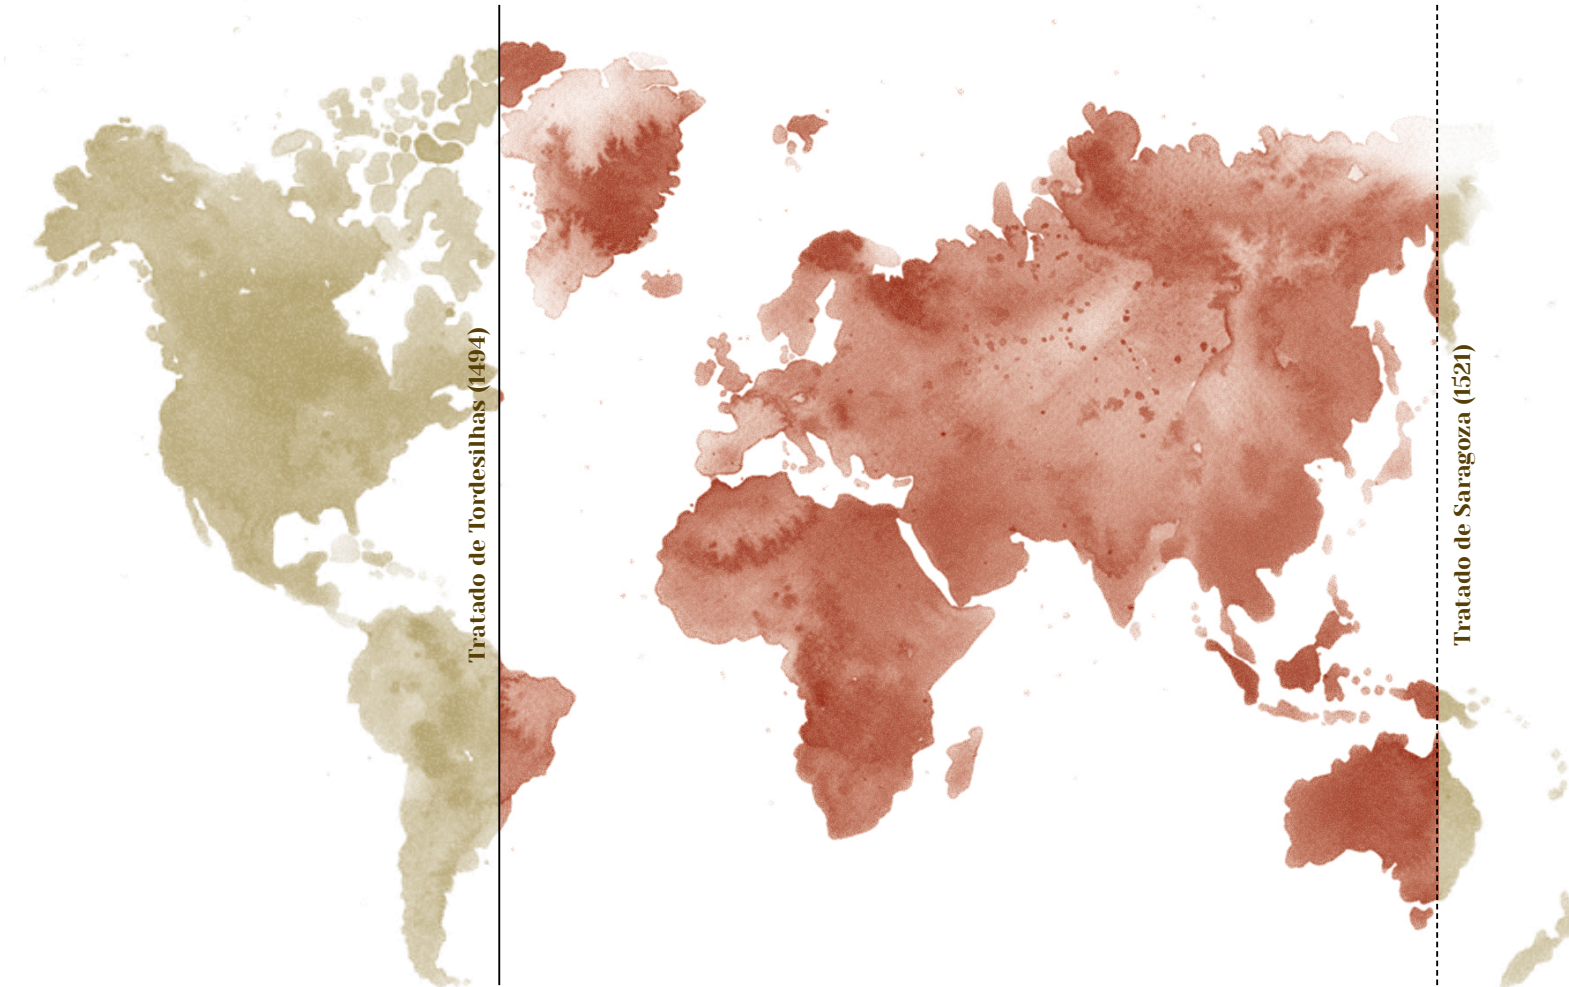 Tratado de Tordesilhas (1494)
Tratado de Saragoza (1521)